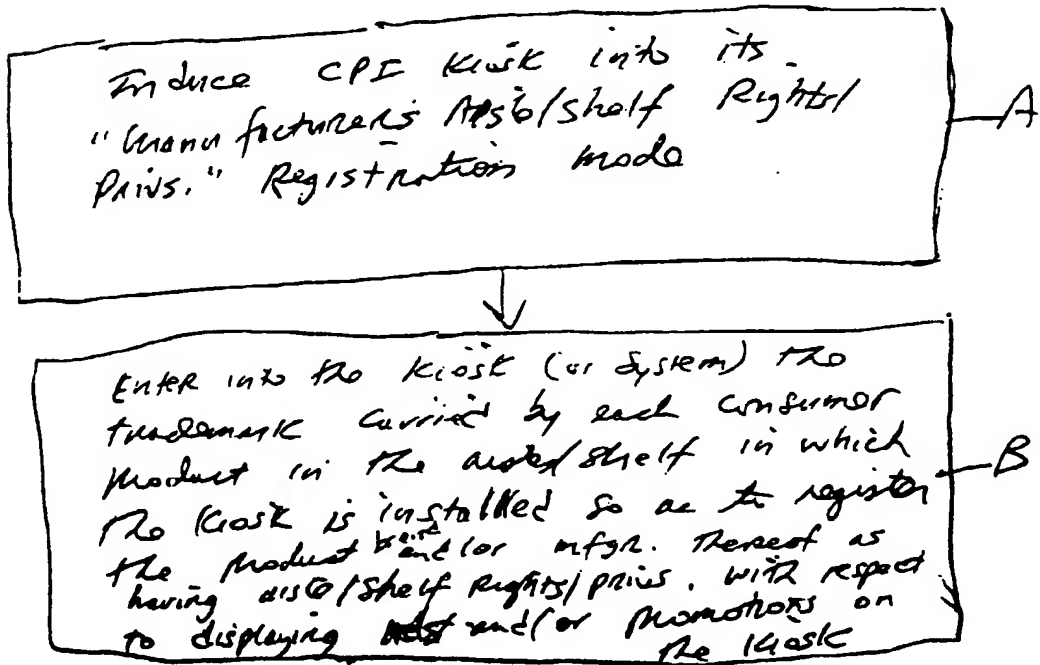 Induce CPI Kiosk into its
"Manufacturer's Aisle/Shelf Rights/
Privs." Registration mode
A
Enter into the Kiosk (or System) the
trademark carried by each consumer
product in the aisle/shelf in which
the Kiosk is installed so as to register
the product brand and/or mfgr. thereof as
having aisle/shelf rights/privs. with respect
to displaying and/or promotions on
the Kiosk
B